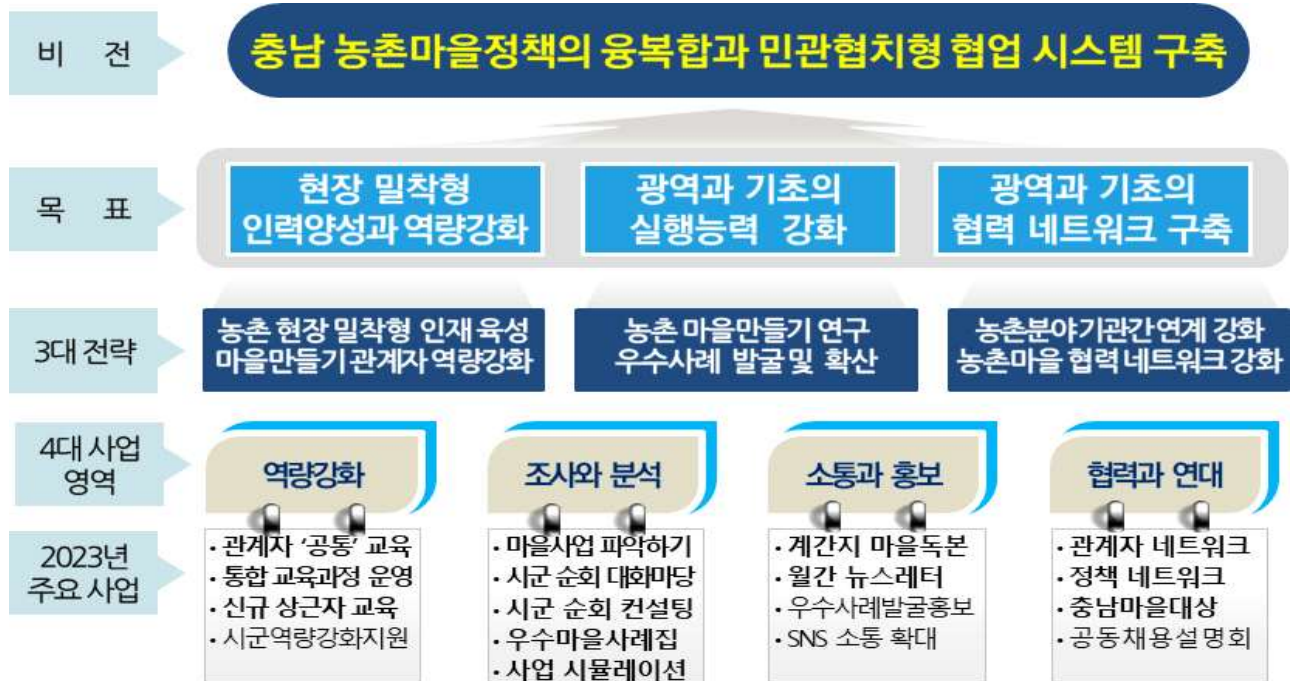 비 전
충남 농촌마을정책의 융복합과 민관협치형 협업 시스템 구축
목 표
현장 밀착형
인력양성과 역량강화
광역과 기초의
실행능력 강화
광역과 기초의
협력 네트워크 구축
3대 전략
농촌 현장 밀착형 인재 육성
마을만들기 관계자 역량강화
농촌 마을만들기 연구
우수사례 발굴 및 확산
농촌분야 기관간 연계 강화
농촌마을 협력 네트워크 강화
4대 사업
영역
역량강화
조사와 분석
소통과 홍보
협력과 연대
2023년
주요 사업
· 관계자 ‘공통’ 교육
· 통합 교육과정 운영
· 신규 상근자 교육
· 시군역량강화지원
· 마을사업 파악하기
· 시군 순회 대화마당
· 시군 순회 컨설팅
· 우수마을사례집
· 사업 시뮬레이션
· 계간지 마을독본
· 월간 뉴스레터
· 우수사례발굴홍보
· SNS 소통 확대
· 관계자 네트워크
· 정책 네트워크
· 충남마을대상
· 공동채용설명회